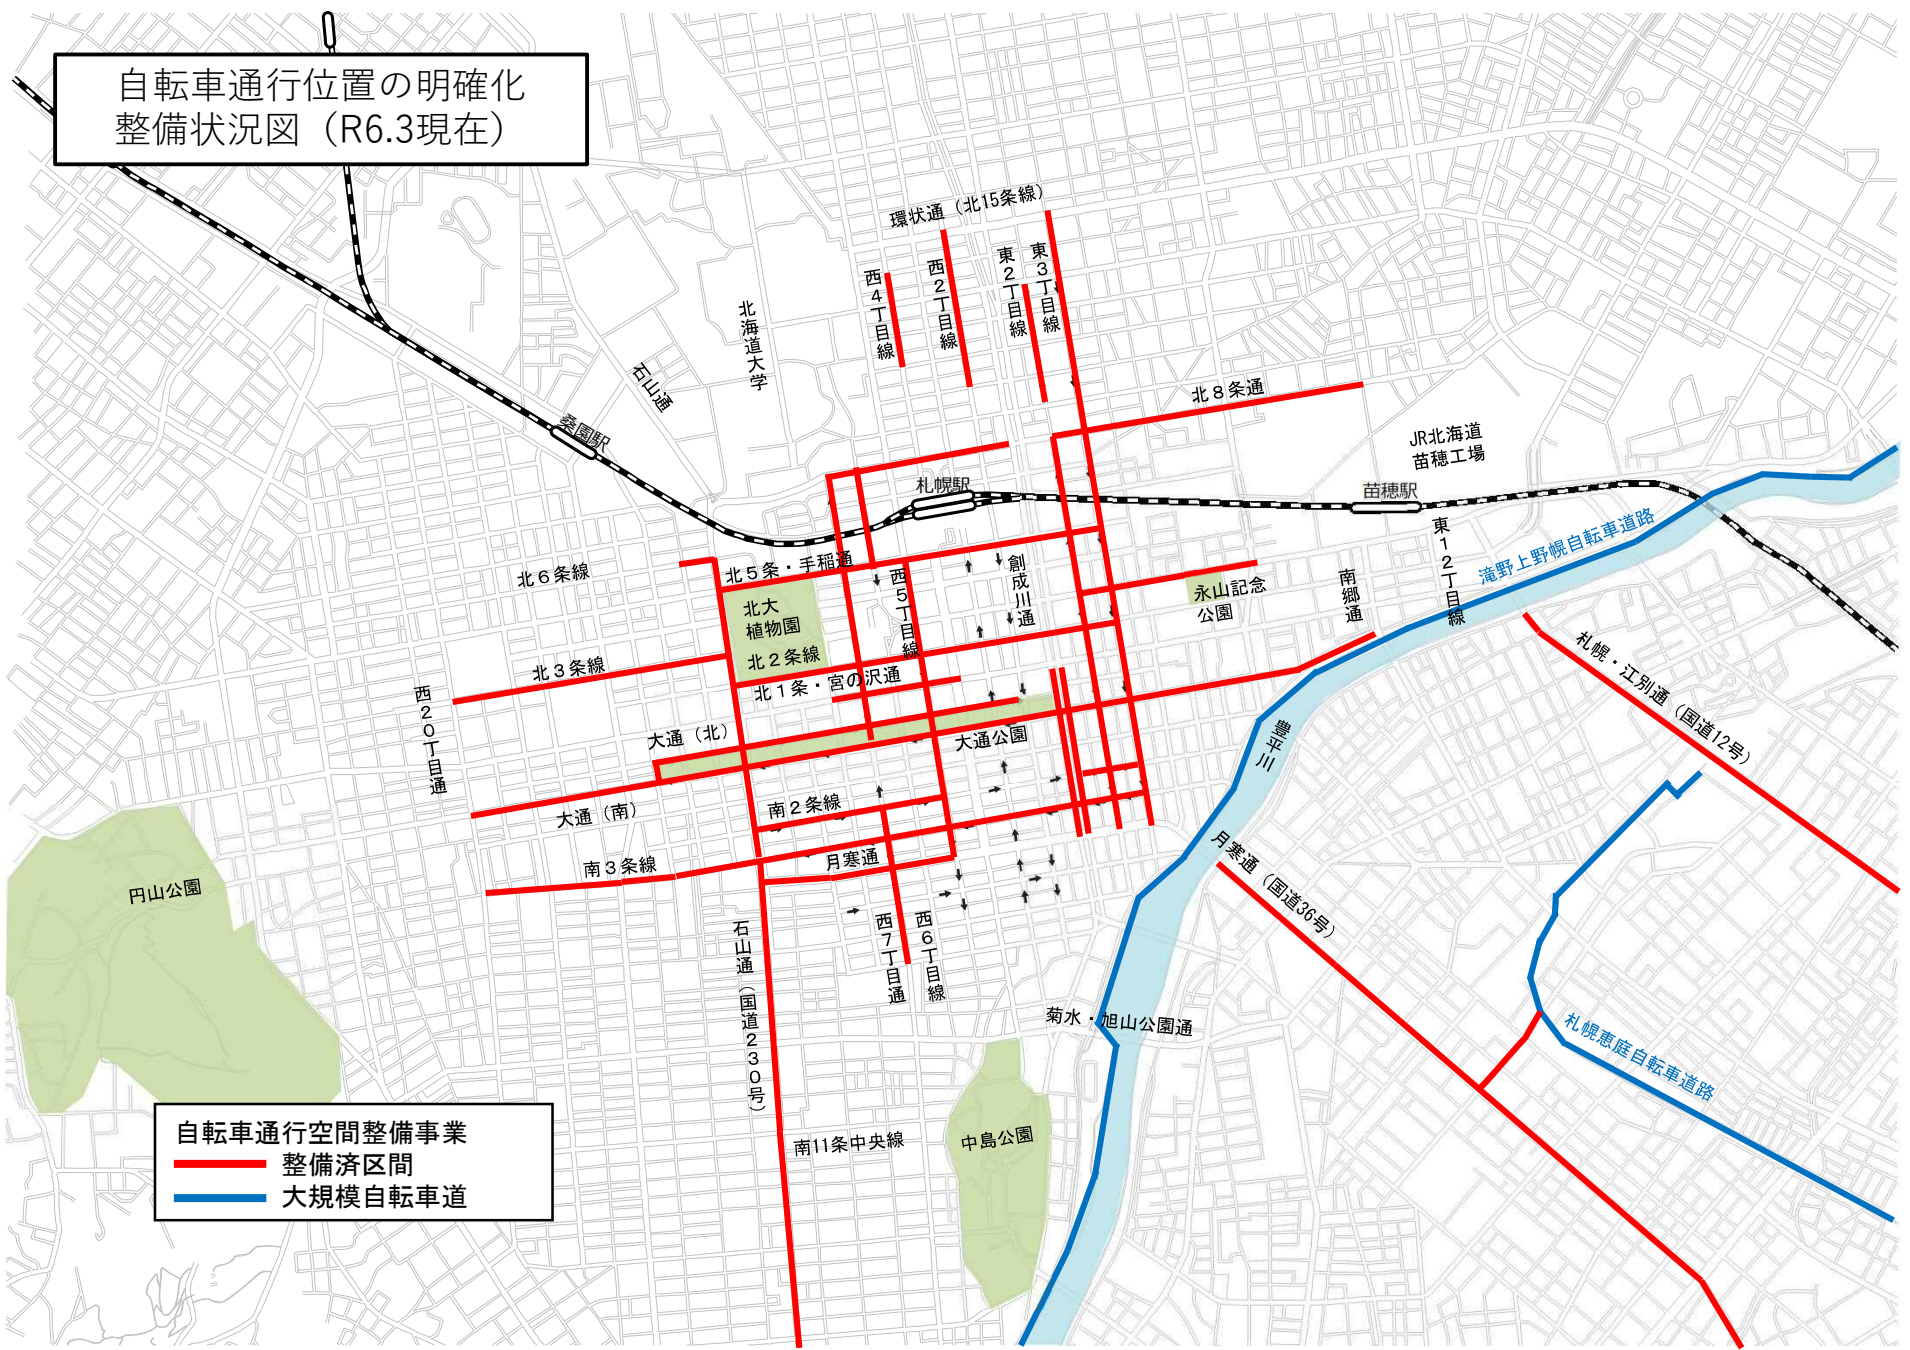 自転車通行位置の明確化
整備状況図（R6.3現在）
環状通（北15条線）
西4丁目線
西2丁目線
東2丁目線
東3丁目線
北海道大学
石山通
桑園駅
北８条通
JR北海道
苗穂工場
札幌駅
苗穂駅
東12丁目線
滝野上野幌自転車道路
北６条線
北５条・手稲通
西5丁目線
創成川通
永山記念
公園
南郷通
北大
植物園
北２条線
北３条線
北１条・宮の沢通
西20丁目通
大通（北）
大通公園
豊平川
札幌・江別通（国道12号）
大通（南）
南２条線
南３条線
月寒通
月寒通（国道36号）
円山公園
石山通（国道230号）
西7丁目通
西6丁目線
菊水・旭山公園通
札幌恵庭自転車道路
南11条中央線
中島公園
自転車通行空間整備事業
整備済区間
大規模自転車道